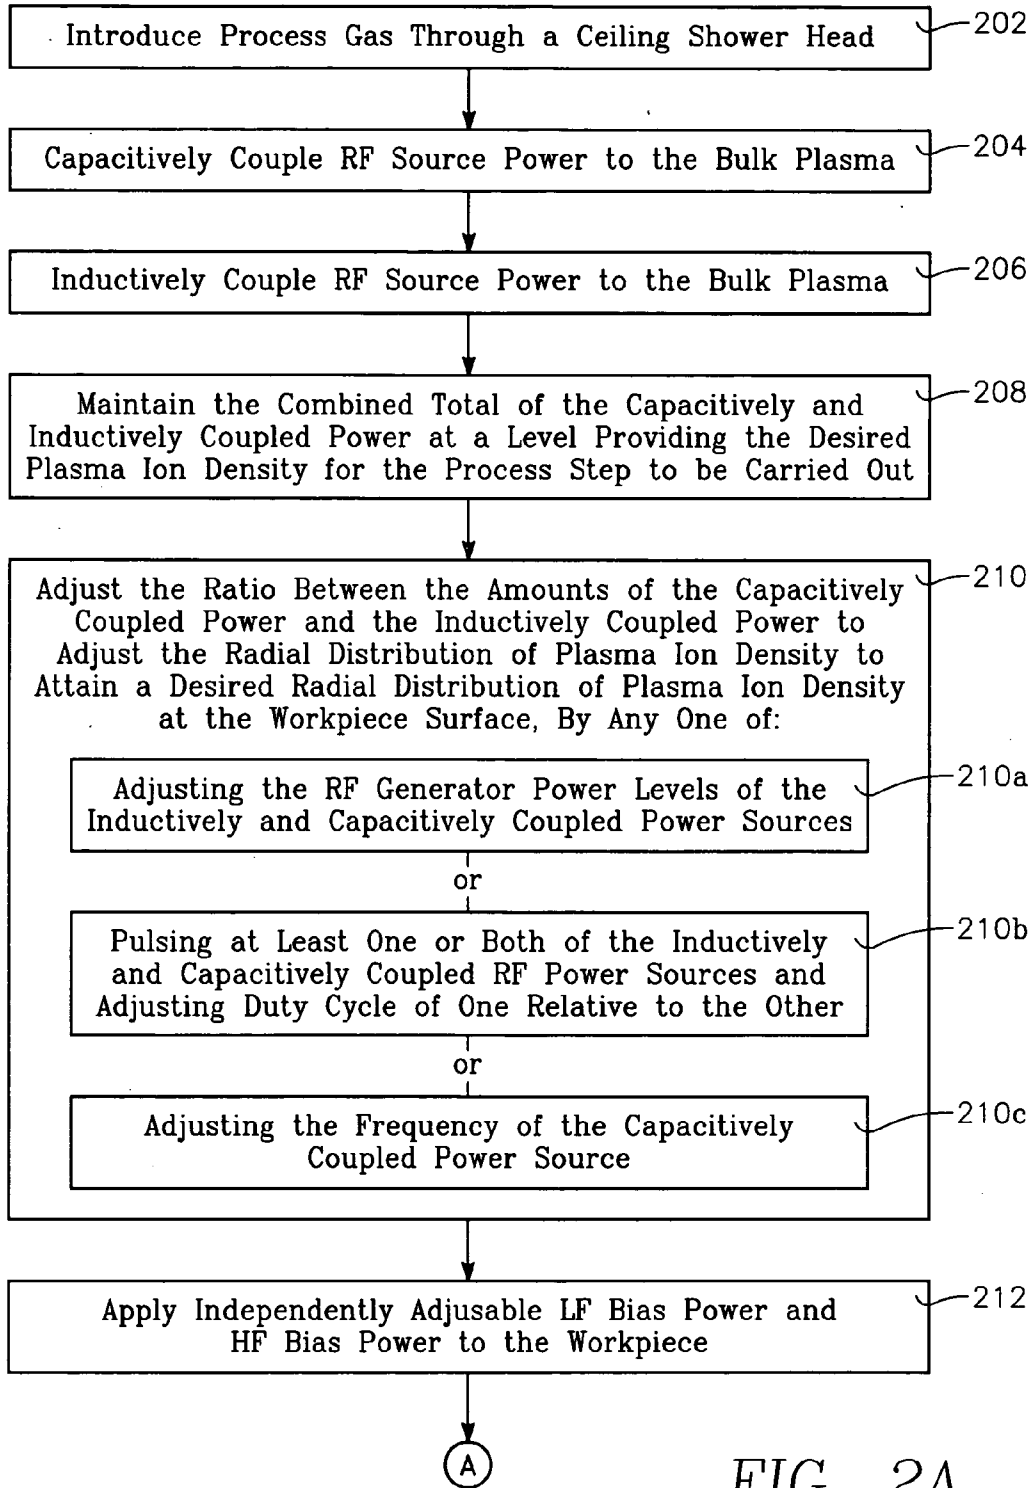 Introduce Process Gas Through a Ceiling Shower Head
202
Capacitively Couple RF Source Power to the Bulk Plasma
204
Inductively Couple RF Source Power to the Bulk Plasma
206
Maintain the Combined Total of the Capacitively and
Inductively Coupled Power at a Level Providing the Desired
Plasma Ion Density for the Process Step to be Carried Out
208
Adjust the Ratio Between the Amounts of the Capacitively
Coupled Power and the Inductively Coupled Power to
Adjust the Radial Distribution of Plasma Ion Density to
Attain a Desired Radial Distribution of Plasma Ion Density
at the Workpiece Surface, By Any One of:
210
Adjusting the RF Generator Power Levels of the
Inductively and Capacitively Coupled Power Sources
210a
or
Pulsing at Least One or Both of the Inductively
and Capacitively Coupled RF Power Sources and
Adjusting Duty Cycle of One Relative to the Other
210b
or
Adjusting the Frequency of the Capacitively
Coupled Power Source
210c
Apply Independently Adjusable LF Bias Power and
HF Bias Power to the Workpiece
212
A
FIG. 2A